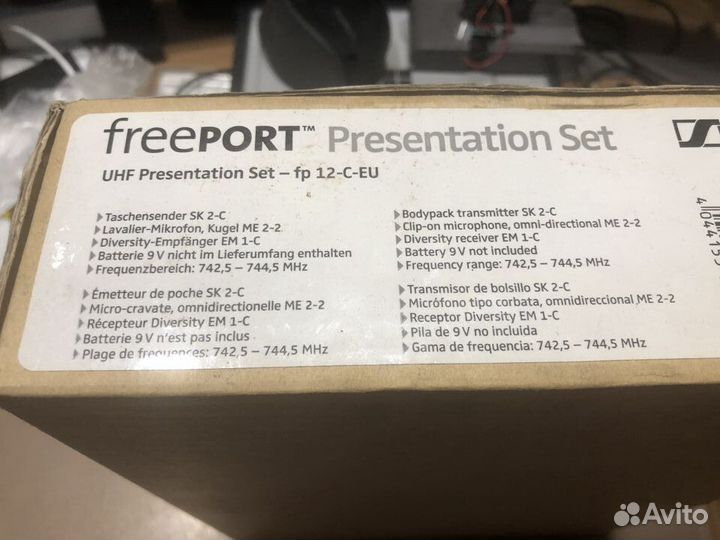 freePORT™ Presentation Set
UHF Presentation Set – fp 12-C-EU
▸Taschensender SK 2-C
▸Lavalier-Mikrofon, Kugel ME 2-2
▸Diversity-Empfänger EM 1-C
▸Batterie 9 V nicht im Lieferumfang enthalten
▸Frequenzbereich: 742,5 – 744,5 MHz
▸Émetteur de poche SK 2-C
▸Micro-cravate, omnidirectionelle ME 2-2
▸Récepteur Diversity EM 1-C
▸Batterie 9 V n'est pas inclus
▸Plage de frequences: 742,5 – 744,5 MHz
▸Bodypack transmitter SK 2-C
▸Clip-on microphone, omni-directional ME 2-2
▸Diversity receiver EM 1-C
▸Battery 9 V not included
▸Frequency range: 742,5 – 744,5 MHz
▸Transmisor de bolsillo SK 2-C
▸Micrófono tipo corbata, omnidireccional ME 2-2
▸Receptor Diversity EM 1-C
▸Pila de 9 V no incluida
▸Gama de frecuencia: 742,5 – 744,5 MHz
Avito